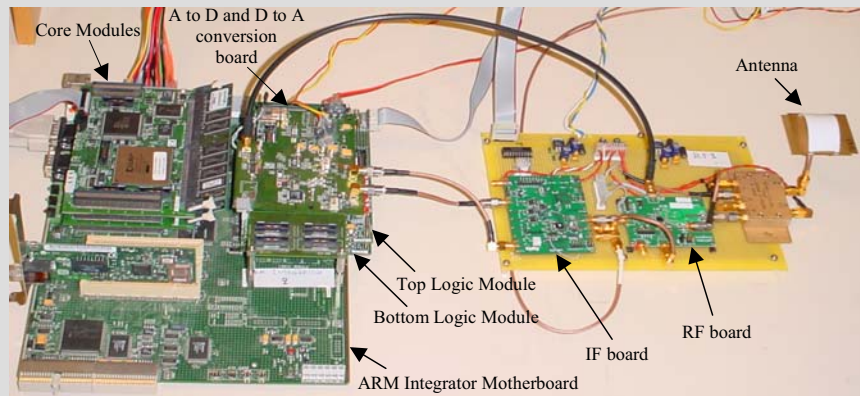 Core Modules
A to D and D to A
conversion
board
Antenna
Top Logic Module
Bottom Logic Module
RF board
IF board
ARM Integrator Motherboard